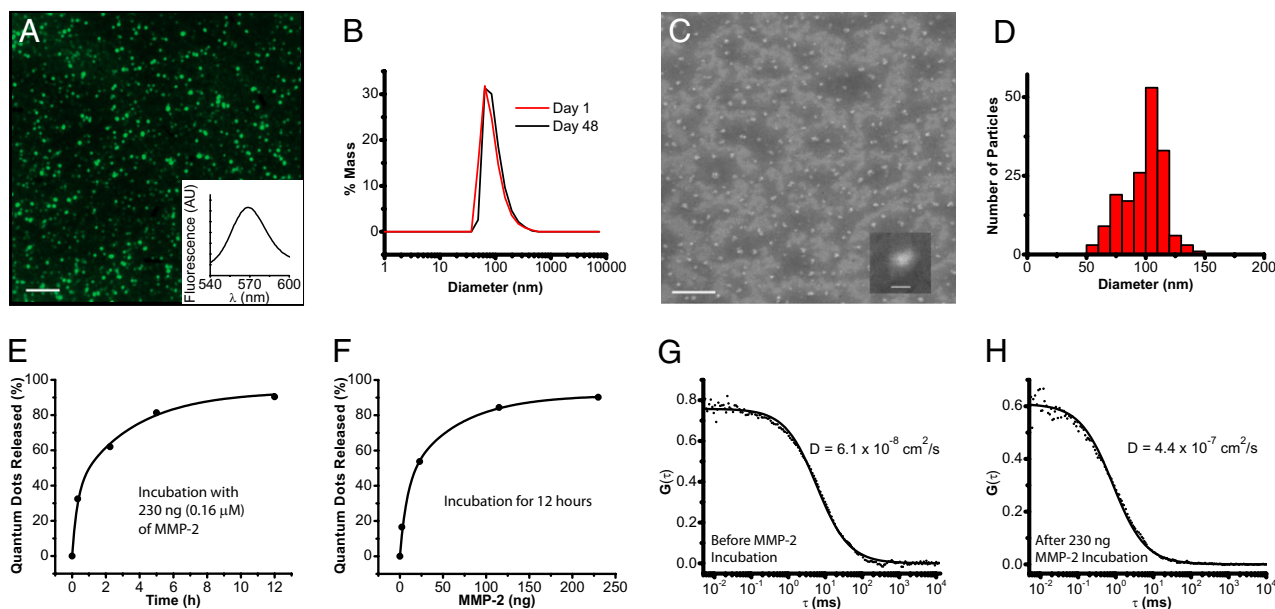 A
Fluorescence (AU)
540 570 600
λ (nm)
B
% Mass
30
20
10
0
Day 1
Day 48
1 10 100 1000 10000
Diameter (nm)
C
D
Number of Particles
50
25
0
0 50 100 150 200
Diameter (nm)
E
Quantum Dots Released (%)
100
80
60
40
20
0
Incubation with
230 ng (0.16 μM)
of MMP-2
0 2 4 6 8 10 12
Time (h)
F
Quantum Dots Released (%)
100
80
60
40
20
0
Incubation for 12 hours
0 50 100 150 200 250
MMP-2 (ng)
G
G(τ)
0.8
0.6
0.4
0.2
0.0
D = 6.1 x 10⁻⁸ cm²/s
Before MMP-2
Incubation
10⁻² 10⁻¹ 10⁰ 10¹ 10² 10³ 10⁴
τ (ms)
H
G(τ)
0.6
0.4
0.2
0.0
D = 4.4 x 10⁻⁷ cm²/s
After 230 ng
MMP-2 Incubation
10⁻² 10⁻¹ 10⁰ 10¹ 10² 10³ 10⁴
τ (ms)